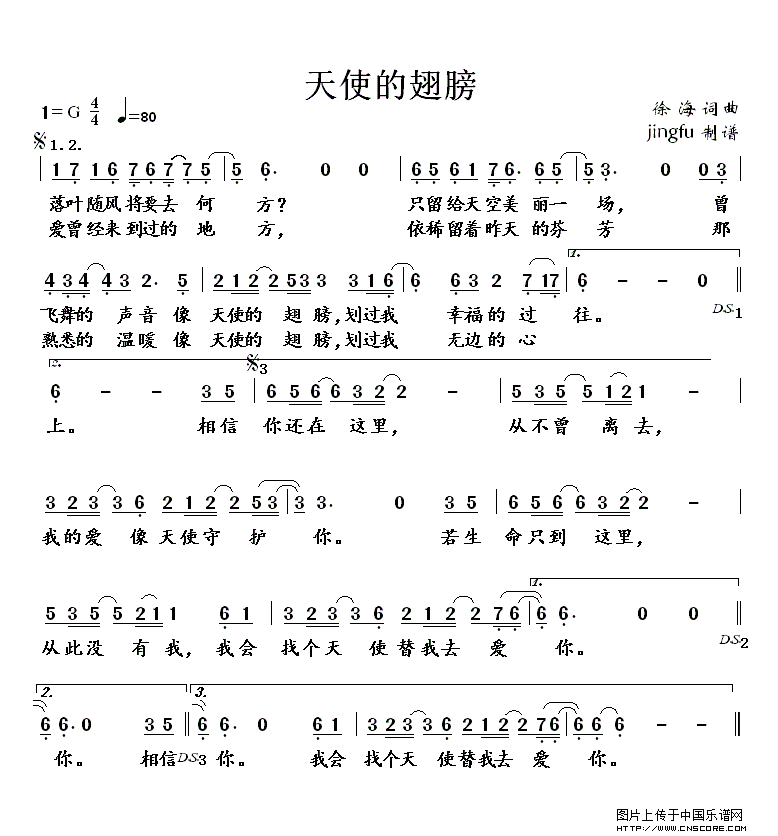 天使的翅膀
1=G 4/4 ♩=80
徐海词曲
jingfu 制谱
𝄋1.2.
1 7 1 6 7 6 7 7 5 | 5 6· 0 0 | 6 5 6 1 7 6· 6 5 | 5 3· 0 0 3 |
落叶随风将要去 何 方？ 只留给天空美 丽一 场， 曾
爱曾经来到过的 地 方， 依稀留着昨天 的芬 芳 那
4 3 4 4 3 2· 5 | 2 1 2 2 5 3 3 3 1 6 | 6 6 3 2 7 1 7 | 1. 6 - - 0 ||
飞舞的 声音 像 天使的 翅 膀，划过我 幸福的 过 往。 D.S.1
熟悉的 温暖 像 天使的 翅 膀，划过我 无边的 心
2. 𝄋3
6 - - 3 5 | 6 5 6 6 3 2 2 - | 5 3 5 5 1 2 1 - - |
上。 相信 你还在 这里， 从不曾 离 去，
3 2 3 3 3 6 2 1 2 2 5 3 | 3 3· 0 3 5 | 6 5 6 6 3 2 2 - |
我的爱 像 天使守 护 你。 若生 命只到 这里，
1.
5 3 5 5 2 1 1 6 1 | 3 2 3 3 6 2 1 2 2 7 6 | 6 6· 0 0 ||
从此没 有我，我会 找个天 使替我去 爱 你。 D.S.2
2. 3.
6 6· 0 3 5 || 6 6· 0 6 1 | 3 2 3 3 6 2 1 2 2 7 6 | 6 6 6 - - ||
你。 相信D.S.3 你。 我会 找个天 使替我去 爱 你。
图片上传于中国乐谱网
HTTP://WWW.CNSCORE.COM